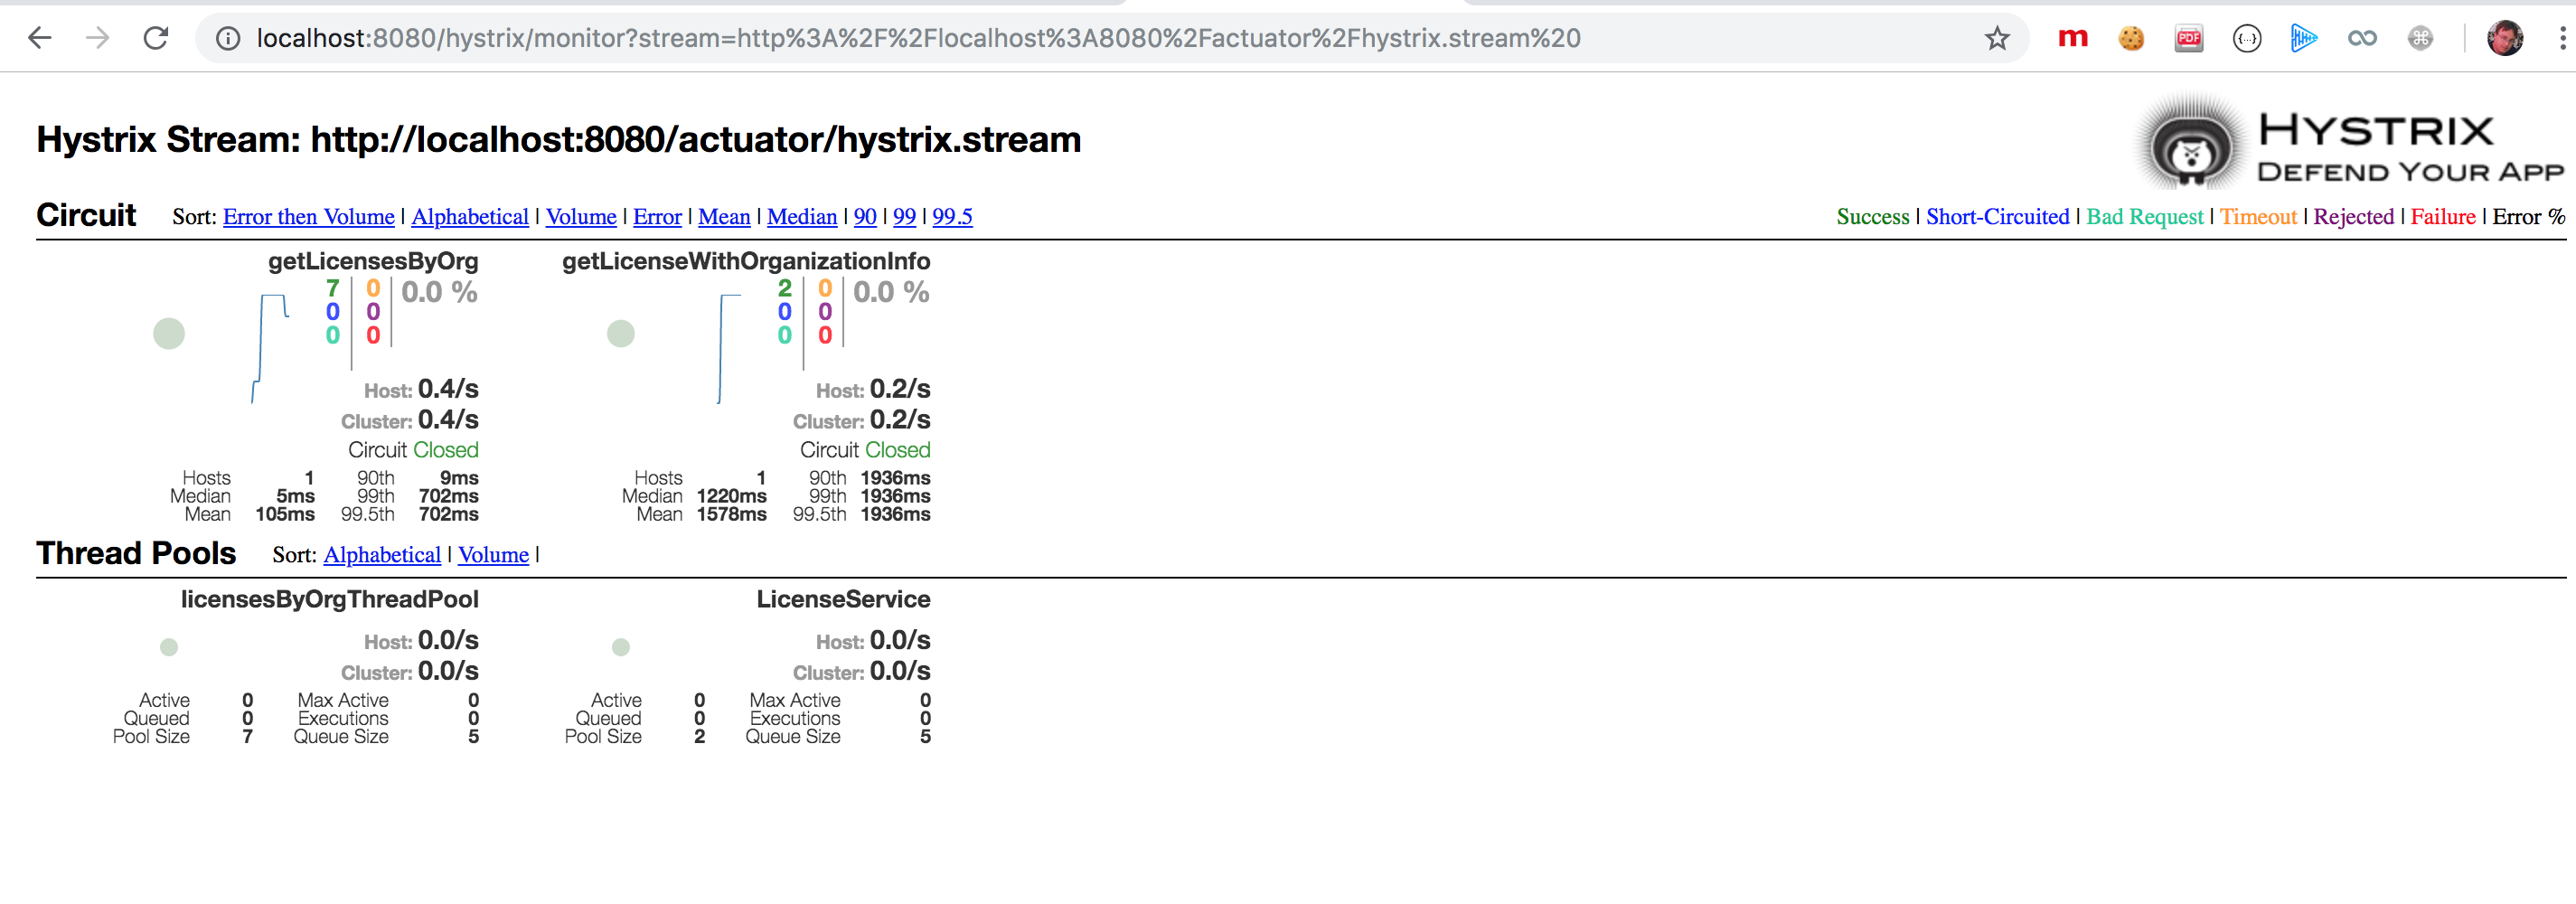 localhost:8080/hystrix/monitor?stream=http%3A%2F%2Flocalhost%3A8080%2Factuator%2Fhystrix.stream%20
m
PDF
{...}
Hystrix Stream: http://localhost:8080/actuator/hystrix.stream
HYSTRIX
DEFEND YOUR APP
Circuit Sort: Error then Volume | Alphabetical | Volume | Error | Mean | Median | 90 | 99 | 99.5
Success | Short-Circuited | Bad Request | Timeout | Rejected | Failure | Error %
getLicensesByOrg
7 0 0.0 %
0 0
0 0
Host: 0.4/s
Cluster: 0.4/s
Circuit Closed
Hosts 1 90th 9ms
Median 5ms 99th 702ms
Mean 105ms 99.5th 702ms
getLicenseWithOrganizationInfo
2 0 0.0 %
0 0
0 0
Host: 0.2/s
Cluster: 0.2/s
Circuit Closed
Hosts 1 90th 1936ms
Median 1220ms 99th 1936ms
Mean 1578ms 99.5th 1936ms
Thread Pools Sort: Alphabetical | Volume |
licensesByOrgThreadPool
Host: 0.0/s
Cluster: 0.0/s
Active 0 Max Active 0
Queued 0 Executions 0
Pool Size 7 Queue Size 5
LicenseService
Host: 0.0/s
Cluster: 0.0/s
Active 0 Max Active 0
Queued 0 Executions 0
Pool Size 2 Queue Size 5